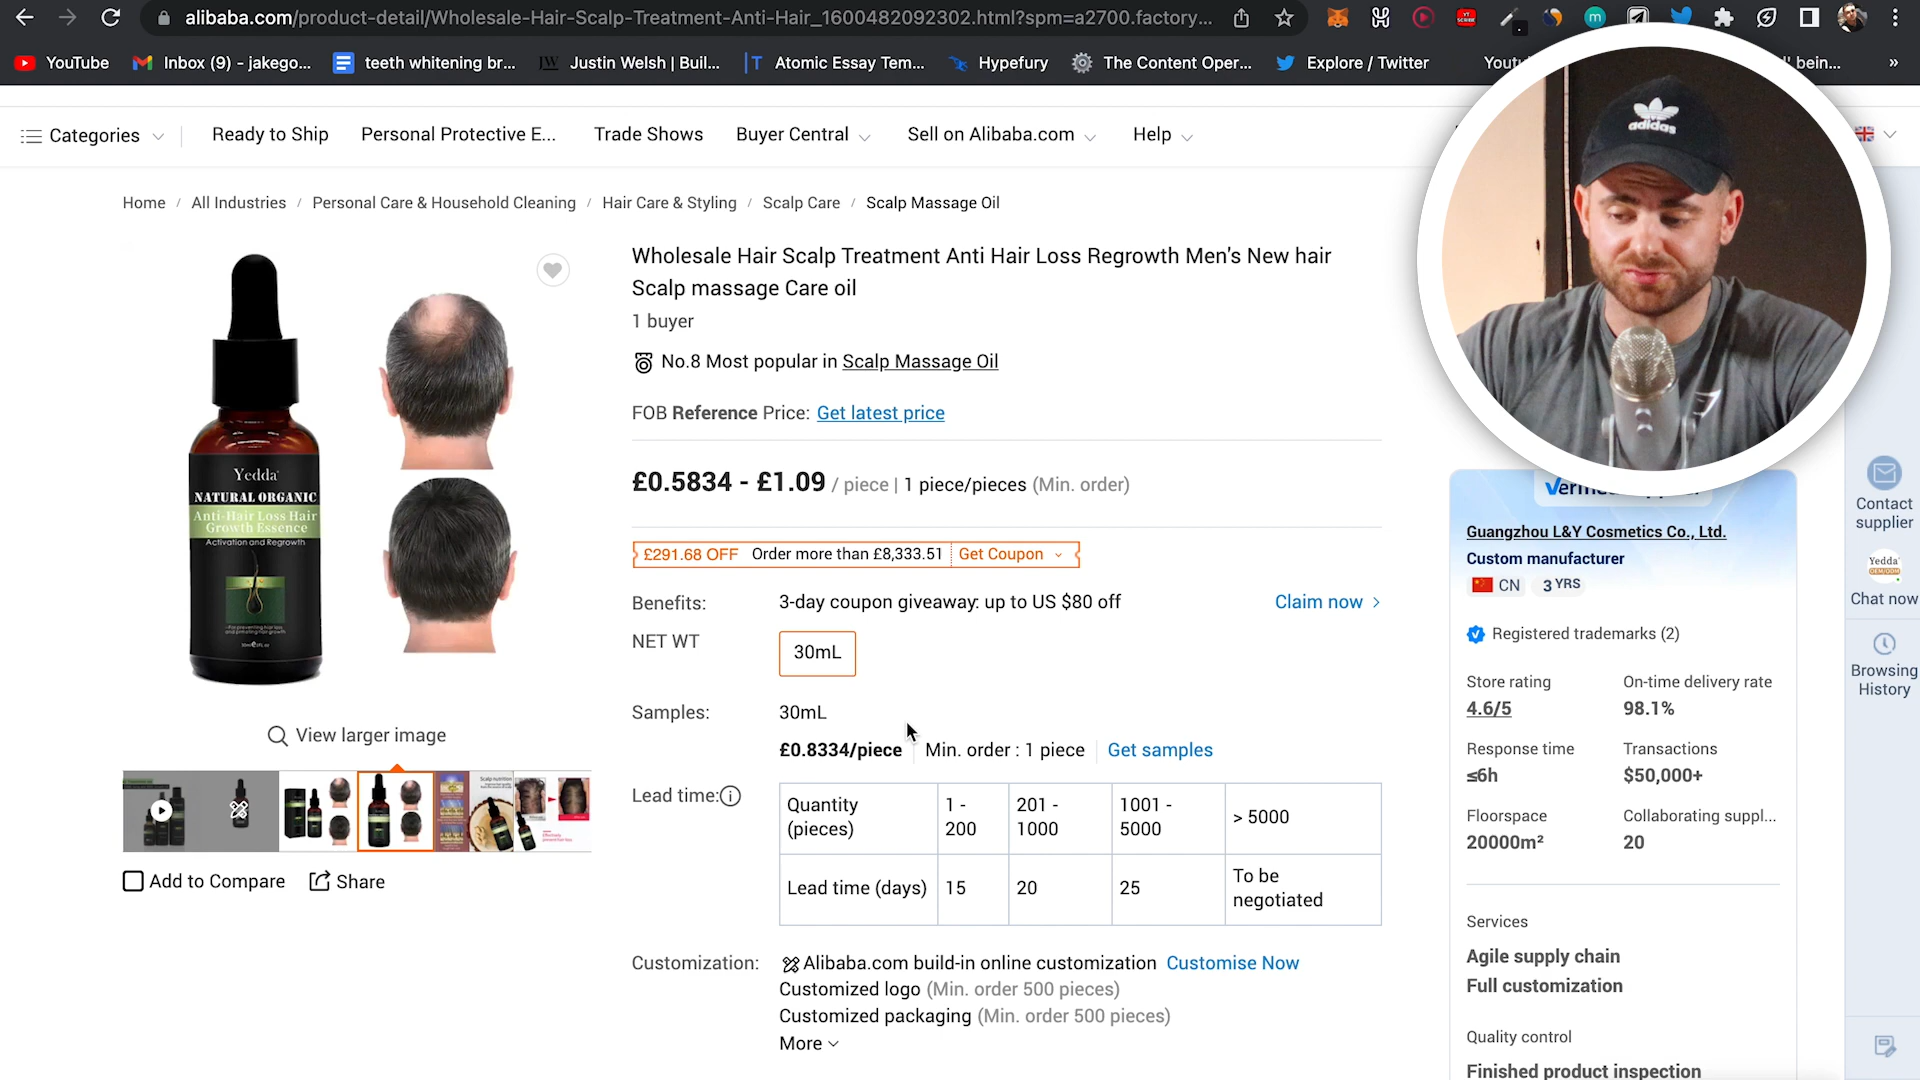 alibaba.com/product-detail/Wholesale-Hair-Scalp-Treatment-Anti-Hair_1600482092302.html?spm=a2700.factory...
YouTube
Inbox (9) - jakego...
teeth whitening br...
JW
Justin Welsh | Buil...
Atomic Essay Tem...
Hypefury
The Content Oper...
Explore / Twitter
bein...
»
adidas
Categories
Ready to Ship
Personal Protective E...
Trade Shows
Buyer Central
Sell on Alibaba.com
Help
Home / All Industries / Personal Care & Household Cleaning / Hair Care & Styling / Scalp Care / Scalp Massage Oil
Wholesale Hair Scalp Treatment Anti Hair Loss Regrowth Men's New hair
Scalp massage Care oil
1 buyer
No.8 Most popular in Scalp Massage Oil
FOB Reference Price: Get latest price
£0.5834 - £1.09 / piece | 1 piece/pieces (Min. order)
£291.68 OFF Order more than £8,333.51 Get Coupon
Benefits: 3-day coupon giveaway: up to US $80 off Claim now >
NET WT 30mL
Samples: 30mL
£0.8334/piece Min. order : 1 piece Get samples
Lead time:
Quantity (pieces) 1 - 200 201 - 1000 1001 - 5000 > 5000
Lead time (days) 15 20 25 To be negotiated
Customization: Alibaba.com build-in online customization Customise Now
Customized logo (Min. order 500 pieces)
Customized packaging (Min. order 500 pieces)
More
Yedda
NATURAL ORGANIC
Anti-Hair Loss Hair
Growth Essence
Activation and Regrowth
View larger image
Add to Compare
Share
Guangzhou L&Y Cosmetics Co., Ltd.
Custom manufacturer
CN 3 YRS
Registered trademarks (2)
Store rating On-time delivery rate
4.6/5 98.1%
Response time Transactions
≤6h $50,000+
Floorspace Collaborating suppl...
20000m² 20
Services
Agile supply chain
Full customization
Quality control
Finished product inspection
Contact
supplier
Yedda
Chat now
Browsing
History